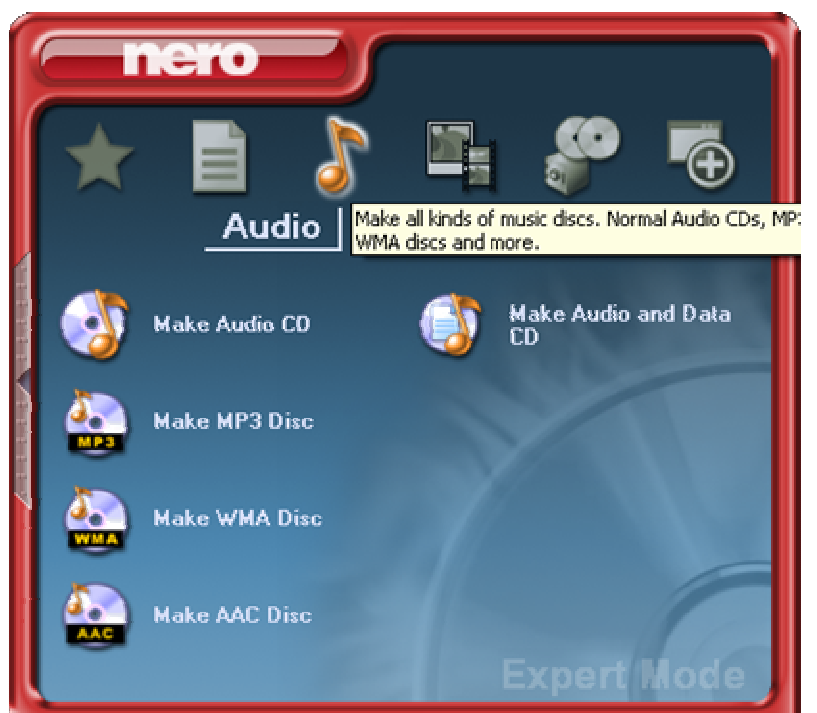 nero
Audio
Make all kinds of music discs. Normal Audio CDs, MP3
WMA discs and more.
Make Audio CD
Make Audio and Data
CD
MP3
Make MP3 Disc
WMA
Make WMA Disc
AAC
Make AAC Disc
Expert Mode